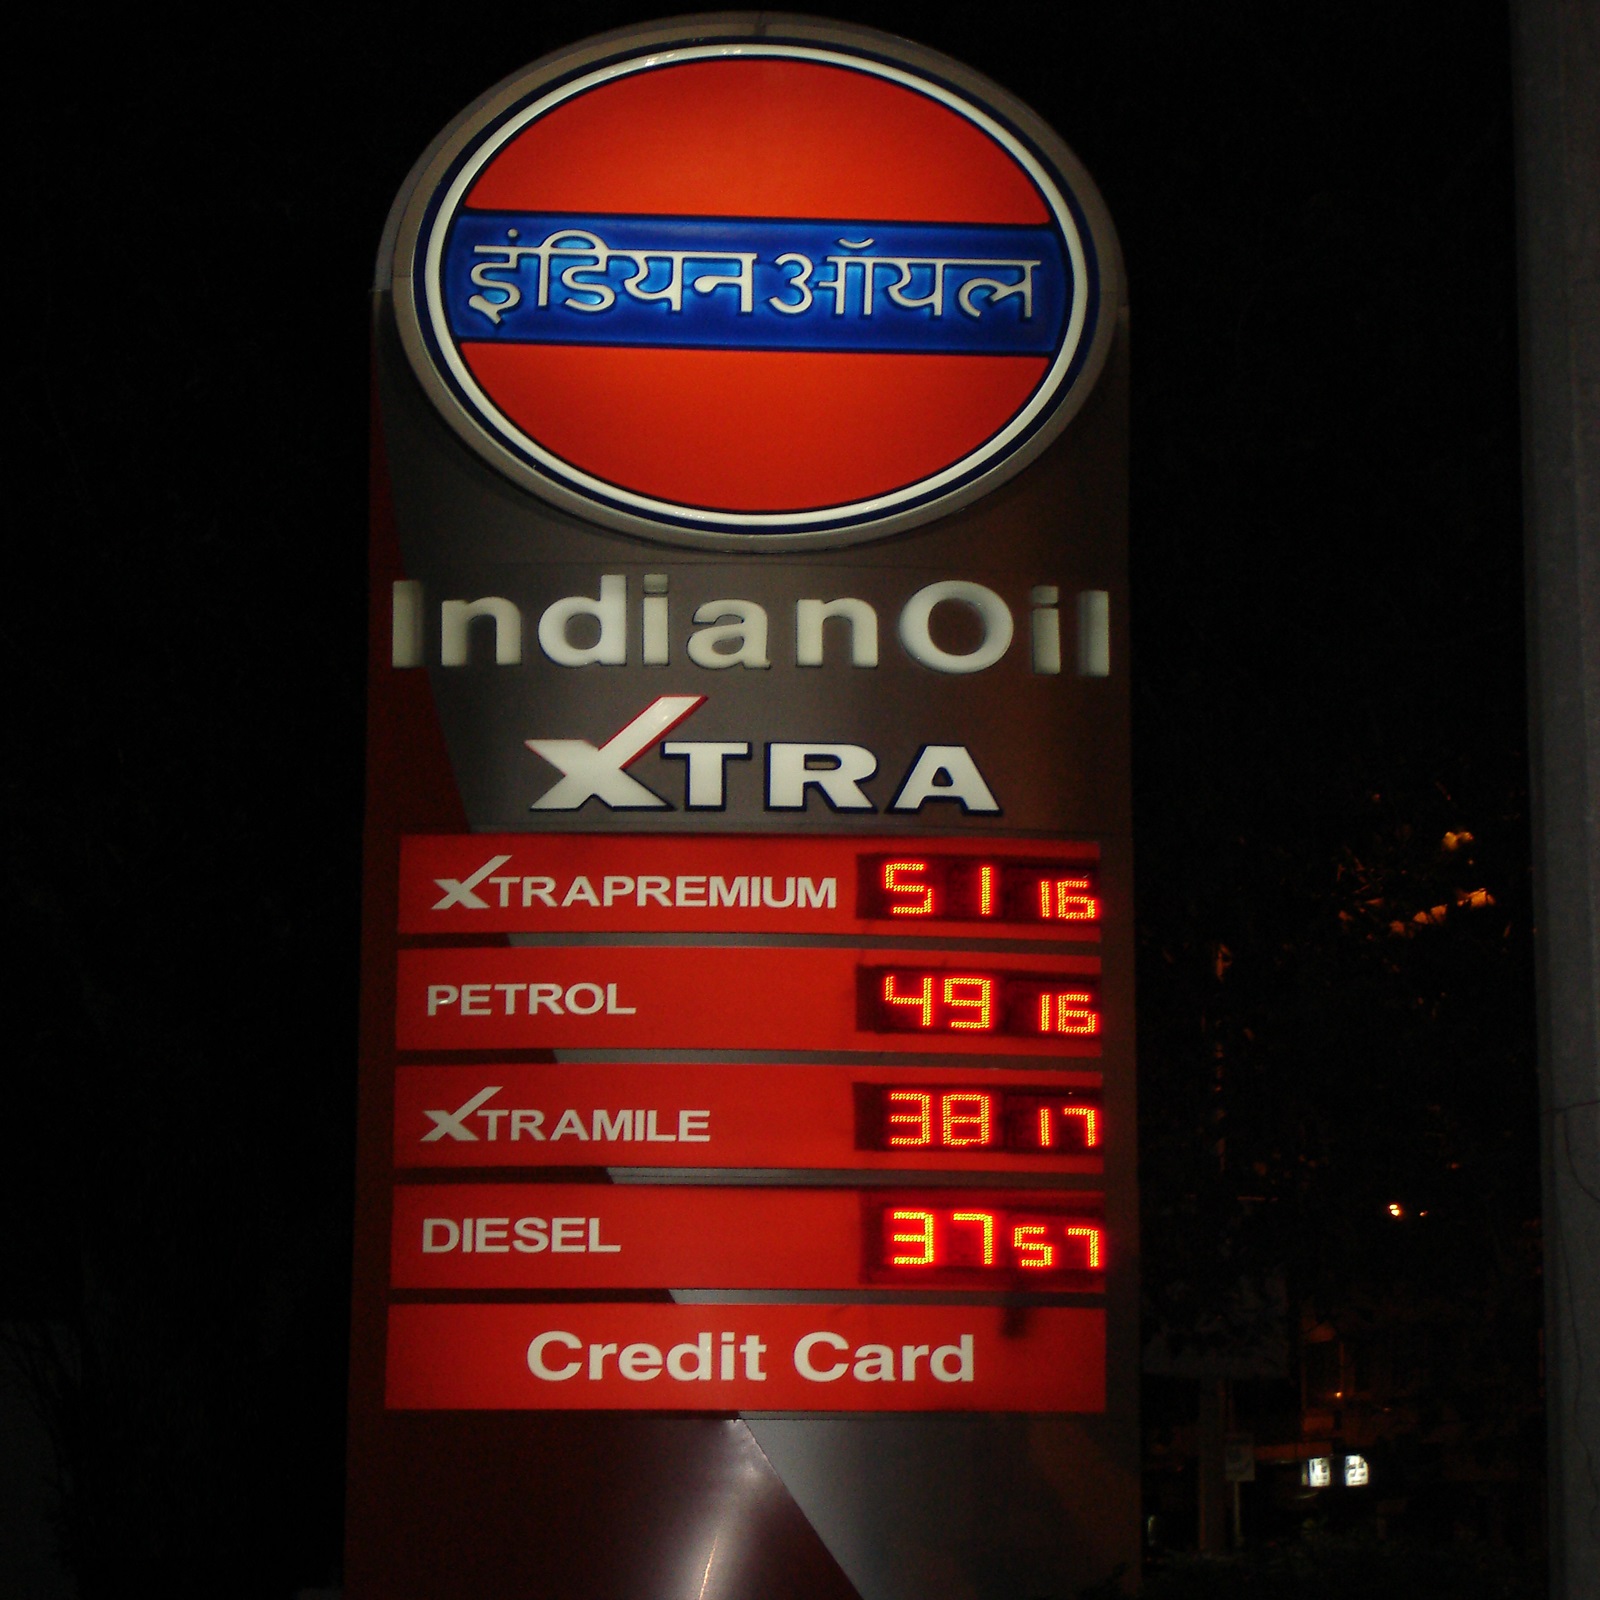 इंडियनऑयल
IndianOil
XTRA
XTRAPREMIUM 51 16
PETROL 49 16
XTRAMILE 38 17
DIESEL 37 57
Credit Card